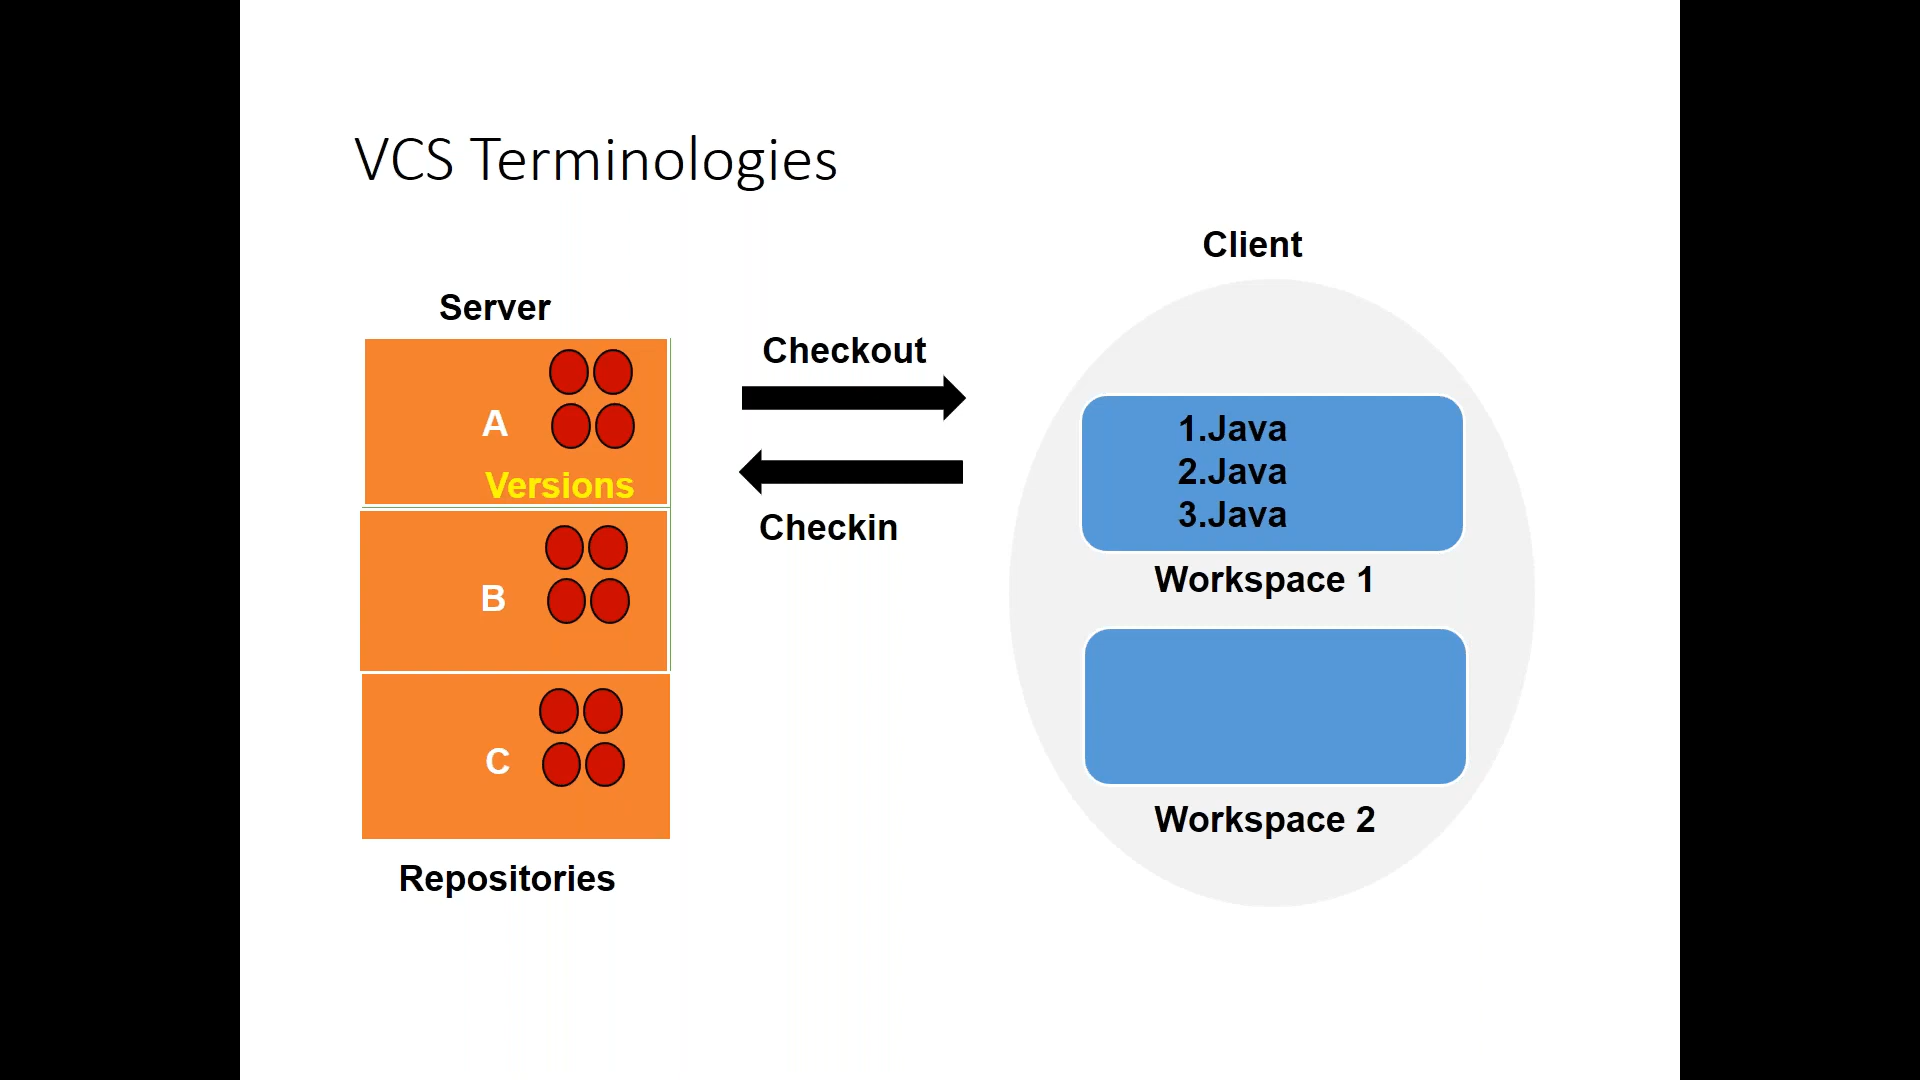 VCS Terminologies
Server
A
Versions
B
C
Repositories
Checkout
Checkin
Client
1.Java
2.Java
3.Java
Workspace 1
Workspace 2